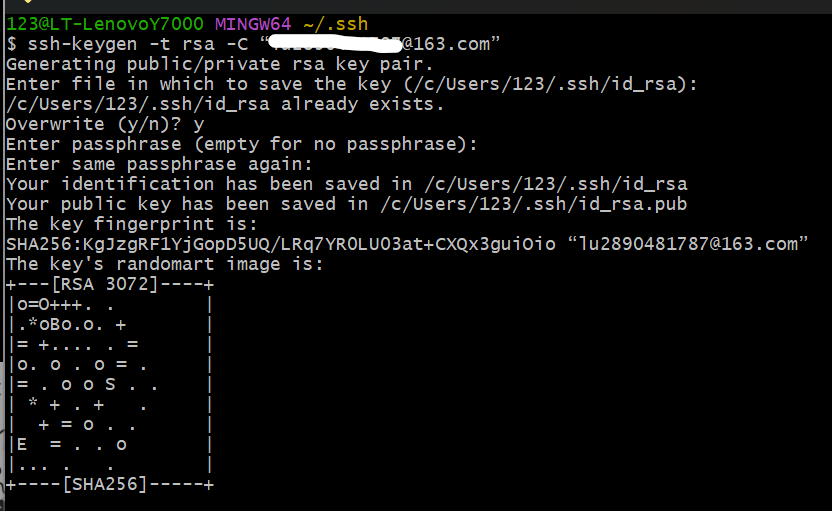 123@LT-LenovoY7000 MINGW64 ~/.ssh
$ ssh-keygen -t rsa -C “@163.com”
Generating public/private rsa key pair.
Enter file in which to save the key (/c/Users/123/.ssh/id_rsa):
/c/Users/123/.ssh/id_rsa already exists.
Overwrite (y/n)? y
Enter passphrase (empty for no passphrase):
Enter same passphrase again:
Your identification has been saved in /c/Users/123/.ssh/id_rsa
Your public key has been saved in /c/Users/123/.ssh/id_rsa.pub
The key fingerprint is:
SHA256:KgJzgRF1YjGopD5UQ/LRq7YR0LU03at+CXQx3guiOio “lu2890481787@163.com”
The key's randomart image is:
+---[RSA 3072]----+
|o=O+++. .        |
|.*oBo.o. +       |
|= +.... . =      |
|o. o . o = .     |
|= . o o S . .    |
| * + . +   .     |
|  + = o . .      |
|E  = . . o       |
|... .   .        |
+----[SHA256]-----+